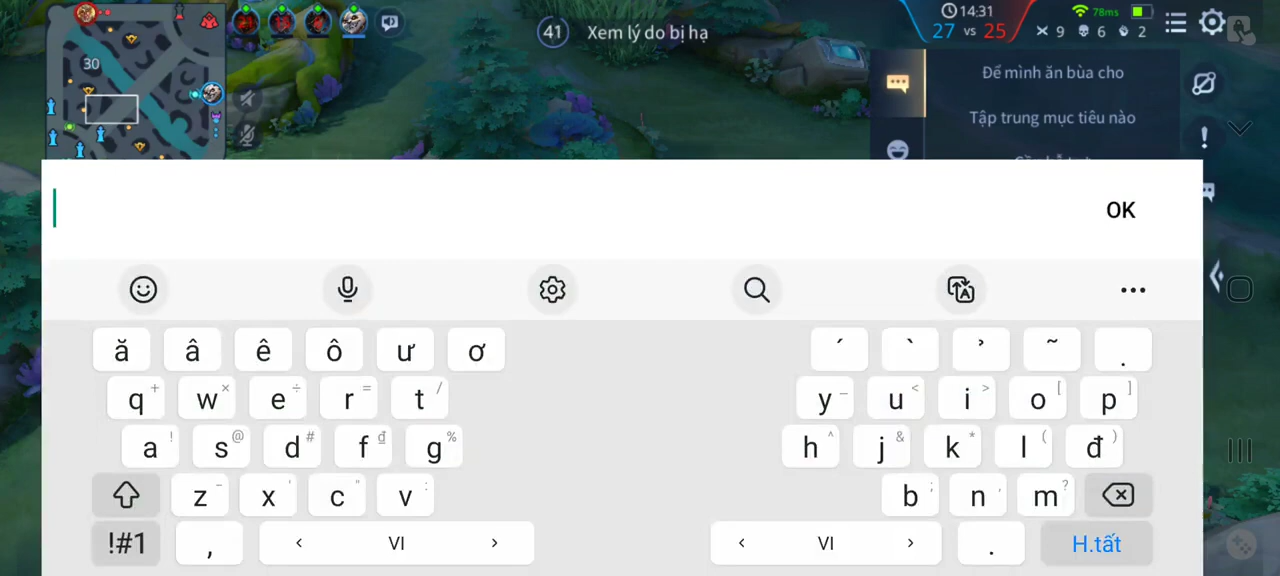 14:31
78ms
27 vs 25
9 6 2
41 Xem lý do bị hạ
30
Để mình ăn bùa cho
Tập trung mục tiêu nào
OK
ă â ê ô ư ơ ´ ` ̉ ~ .
q + w × e ÷ r = t / y _ u < i > o [ p ]
a ! s @ d # f ₫ g % h ^ j & k * l ( đ )
z - x ' c " v : b ; n , m ?
!#1 , < VI > < VI > . H.tất